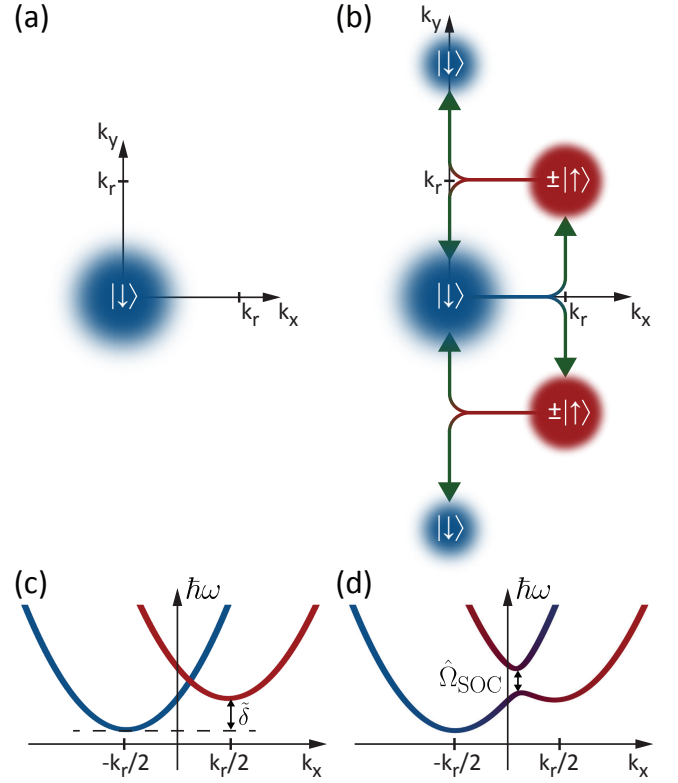 (a)
k_y
k_r
|↓⟩
k_r
k_x
(b)
k_y
|↓⟩
k_r
±|↑⟩
|↓⟩
k_r
k_x
±|↑⟩
|↓⟩
(c)
ħω
δ̃
-k_r/2
k_r/2
k_x
(d)
ħω
Ω̂_SOC
-k_r/2
k_r/2
k_x